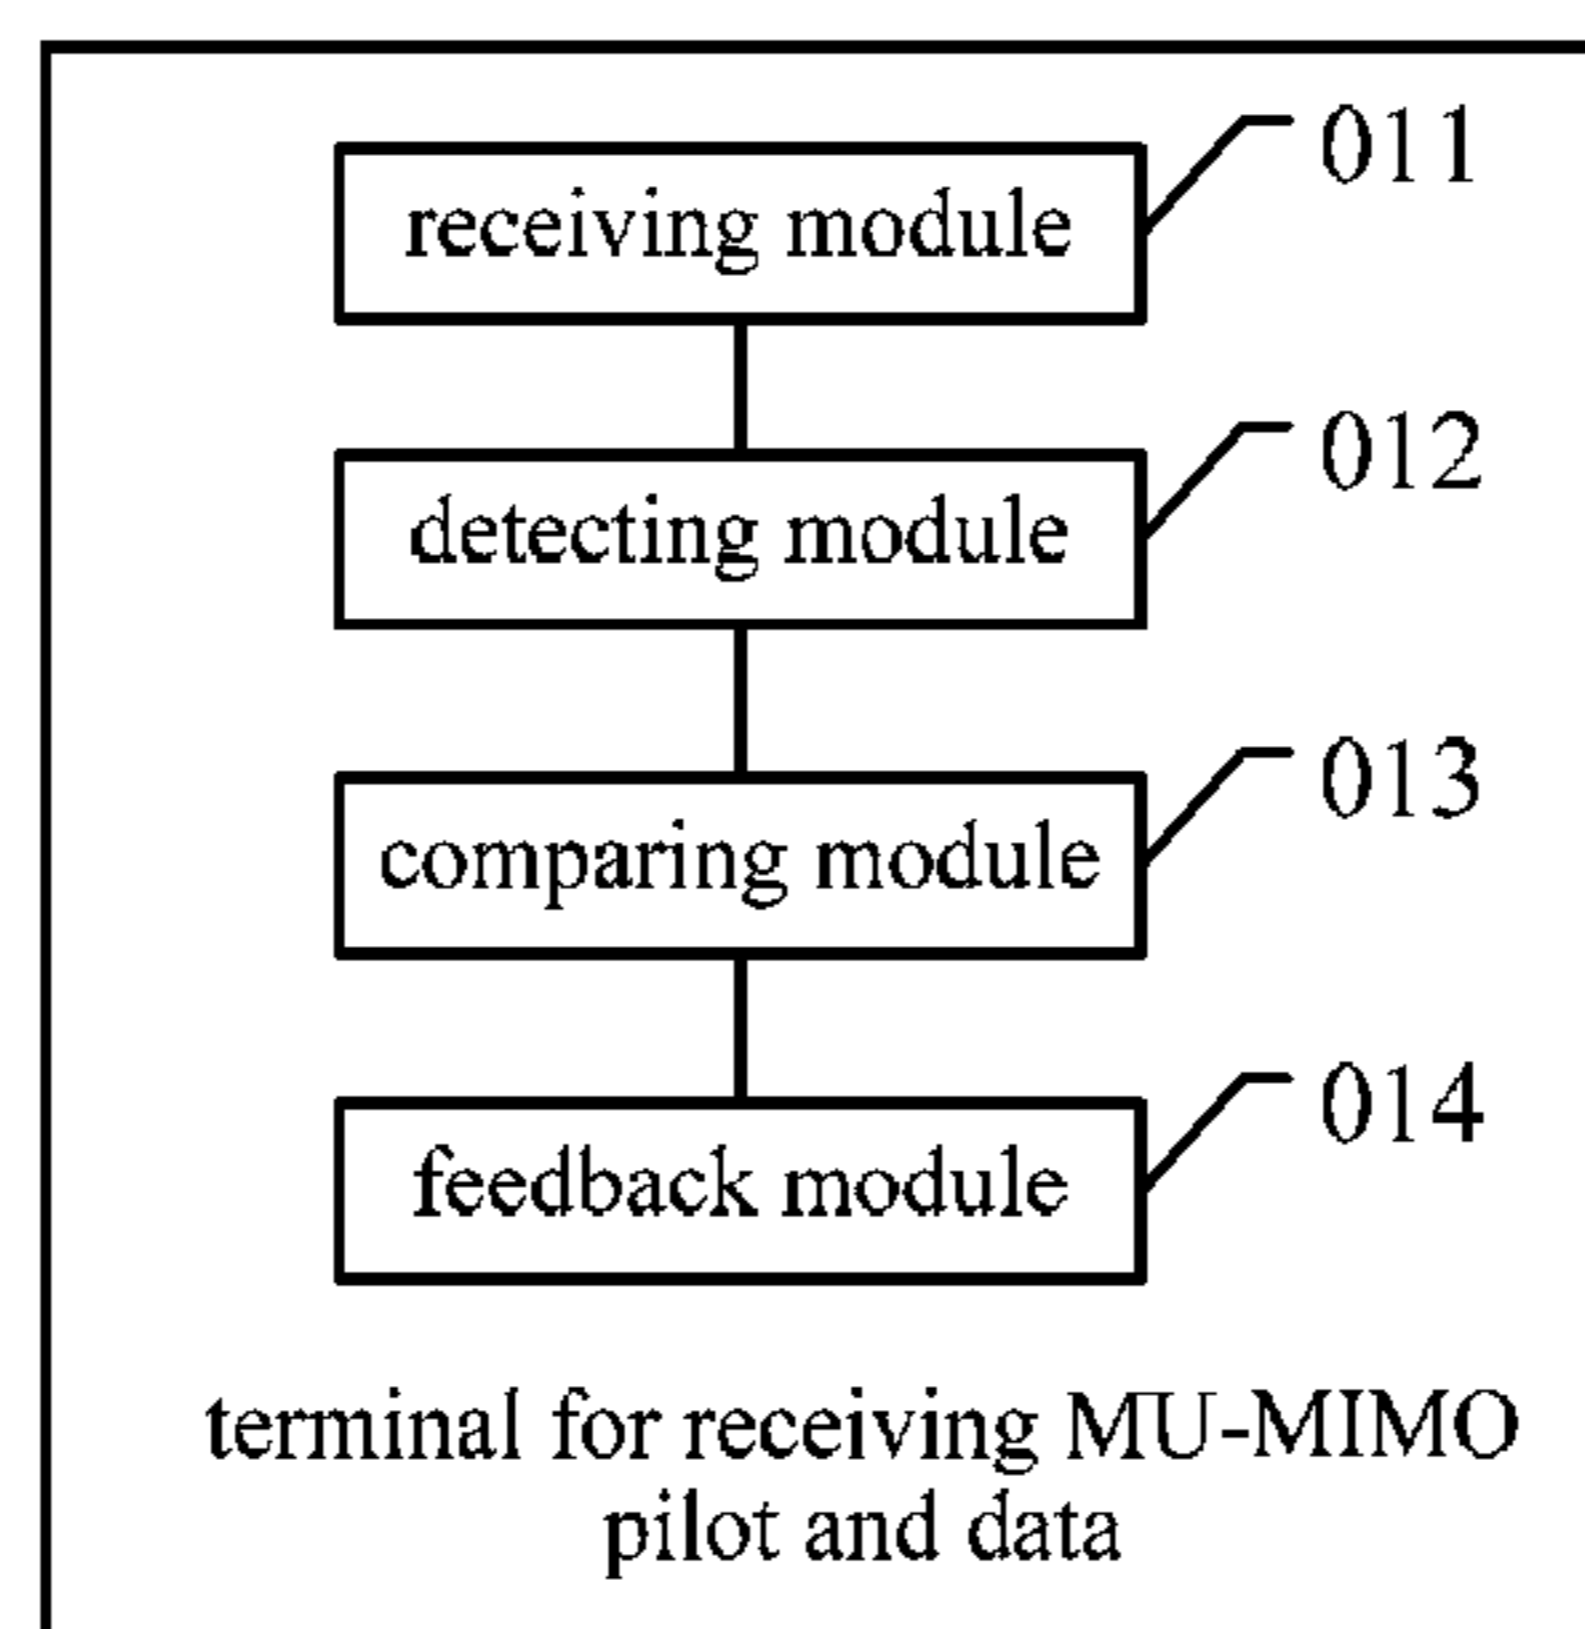 011
receiving module
012
detecting module
013
comparing module
014
feedback module
terminal for receiving MU-MIMO
pilot and data